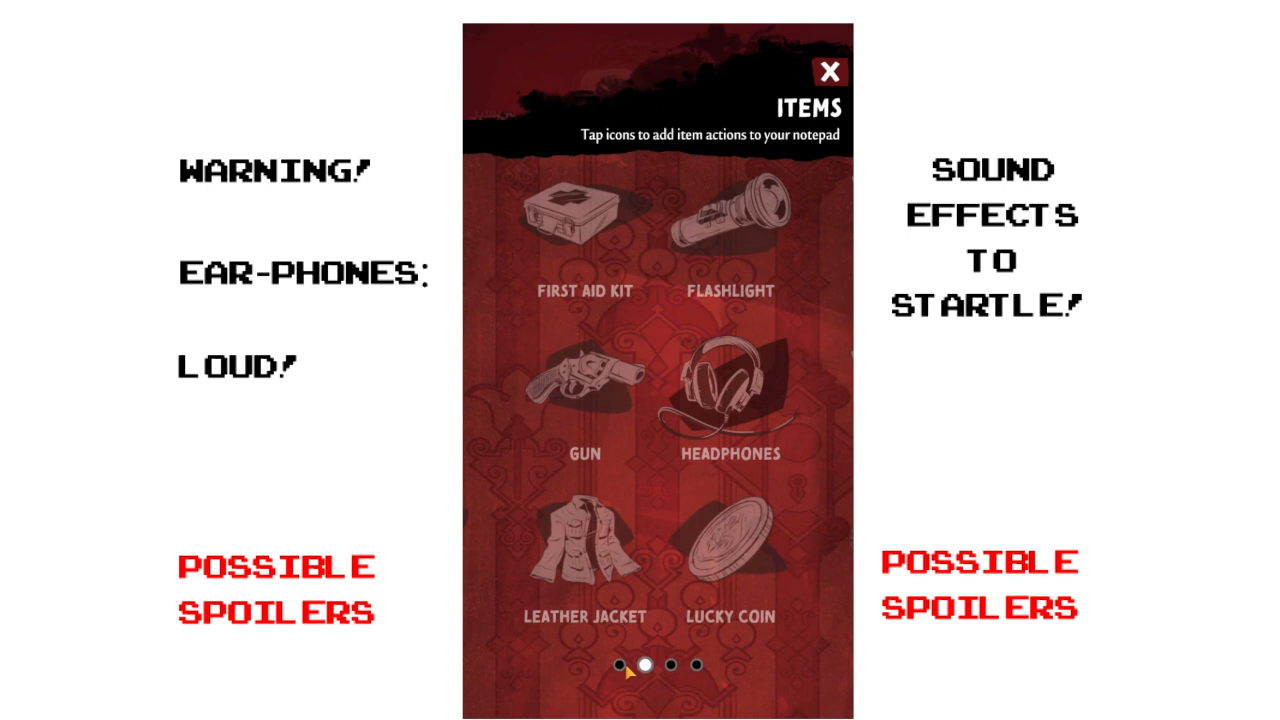 WARNING!
EAR-PHONES:
LOUD!
POSSIBLE
SPOILERS
X
ITEMS
Tap icons to add item actions to your notepad
FIRST AID KIT
FLASHLIGHT
GUN
HEADPHONES
LEATHER JACKET
LUCKY COIN
SOUND
EFFECTS
TO
STARTLE!
POSSIBLE
SPOILERS